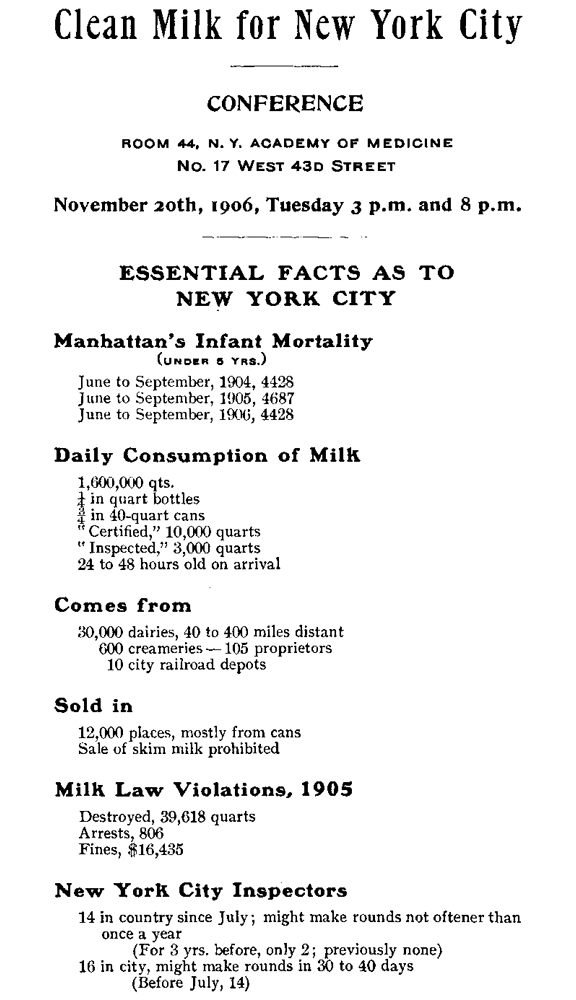 Clean Milk for New York City
CONFERENCE
ROOM 44, N. Y. ACADEMY OF MEDICINE
NO. 17 WEST 43D STREET
November 20th, 1906, Tuesday 3 p.m. and 8 p.m.
ESSENTIAL FACTS AS TO
NEW YORK CITY
Manhattan's Infant Mortality
(UNDER 5 YRS.)
June to September, 1904, 4428
June to September, 1905, 4687
June to September, 1906, 4428
Daily Consumption of Milk
1,600,000 qts.
¼ in quart bottles
¾ in 40-quart cans
"Certified," 10,000 quarts
"Inspected," 3,000 quarts
24 to 48 hours old on arrival
Comes from
30,000 dairies, 40 to 400 miles distant
600 creameries — 105 proprietors
10 city railroad depots
Sold in
12,000 places, mostly from cans
Sale of skim milk prohibited
Milk Law Violations, 1905
Destroyed, 39,618 quarts
Arrests, 806
Fines, $16,435
New York City Inspectors
14 in country since July; might make rounds not oftener than
once a year
(For 3 yrs. before, only 2; previously none)
16 in city, might make rounds in 30 to 40 days
(Before July, 14)